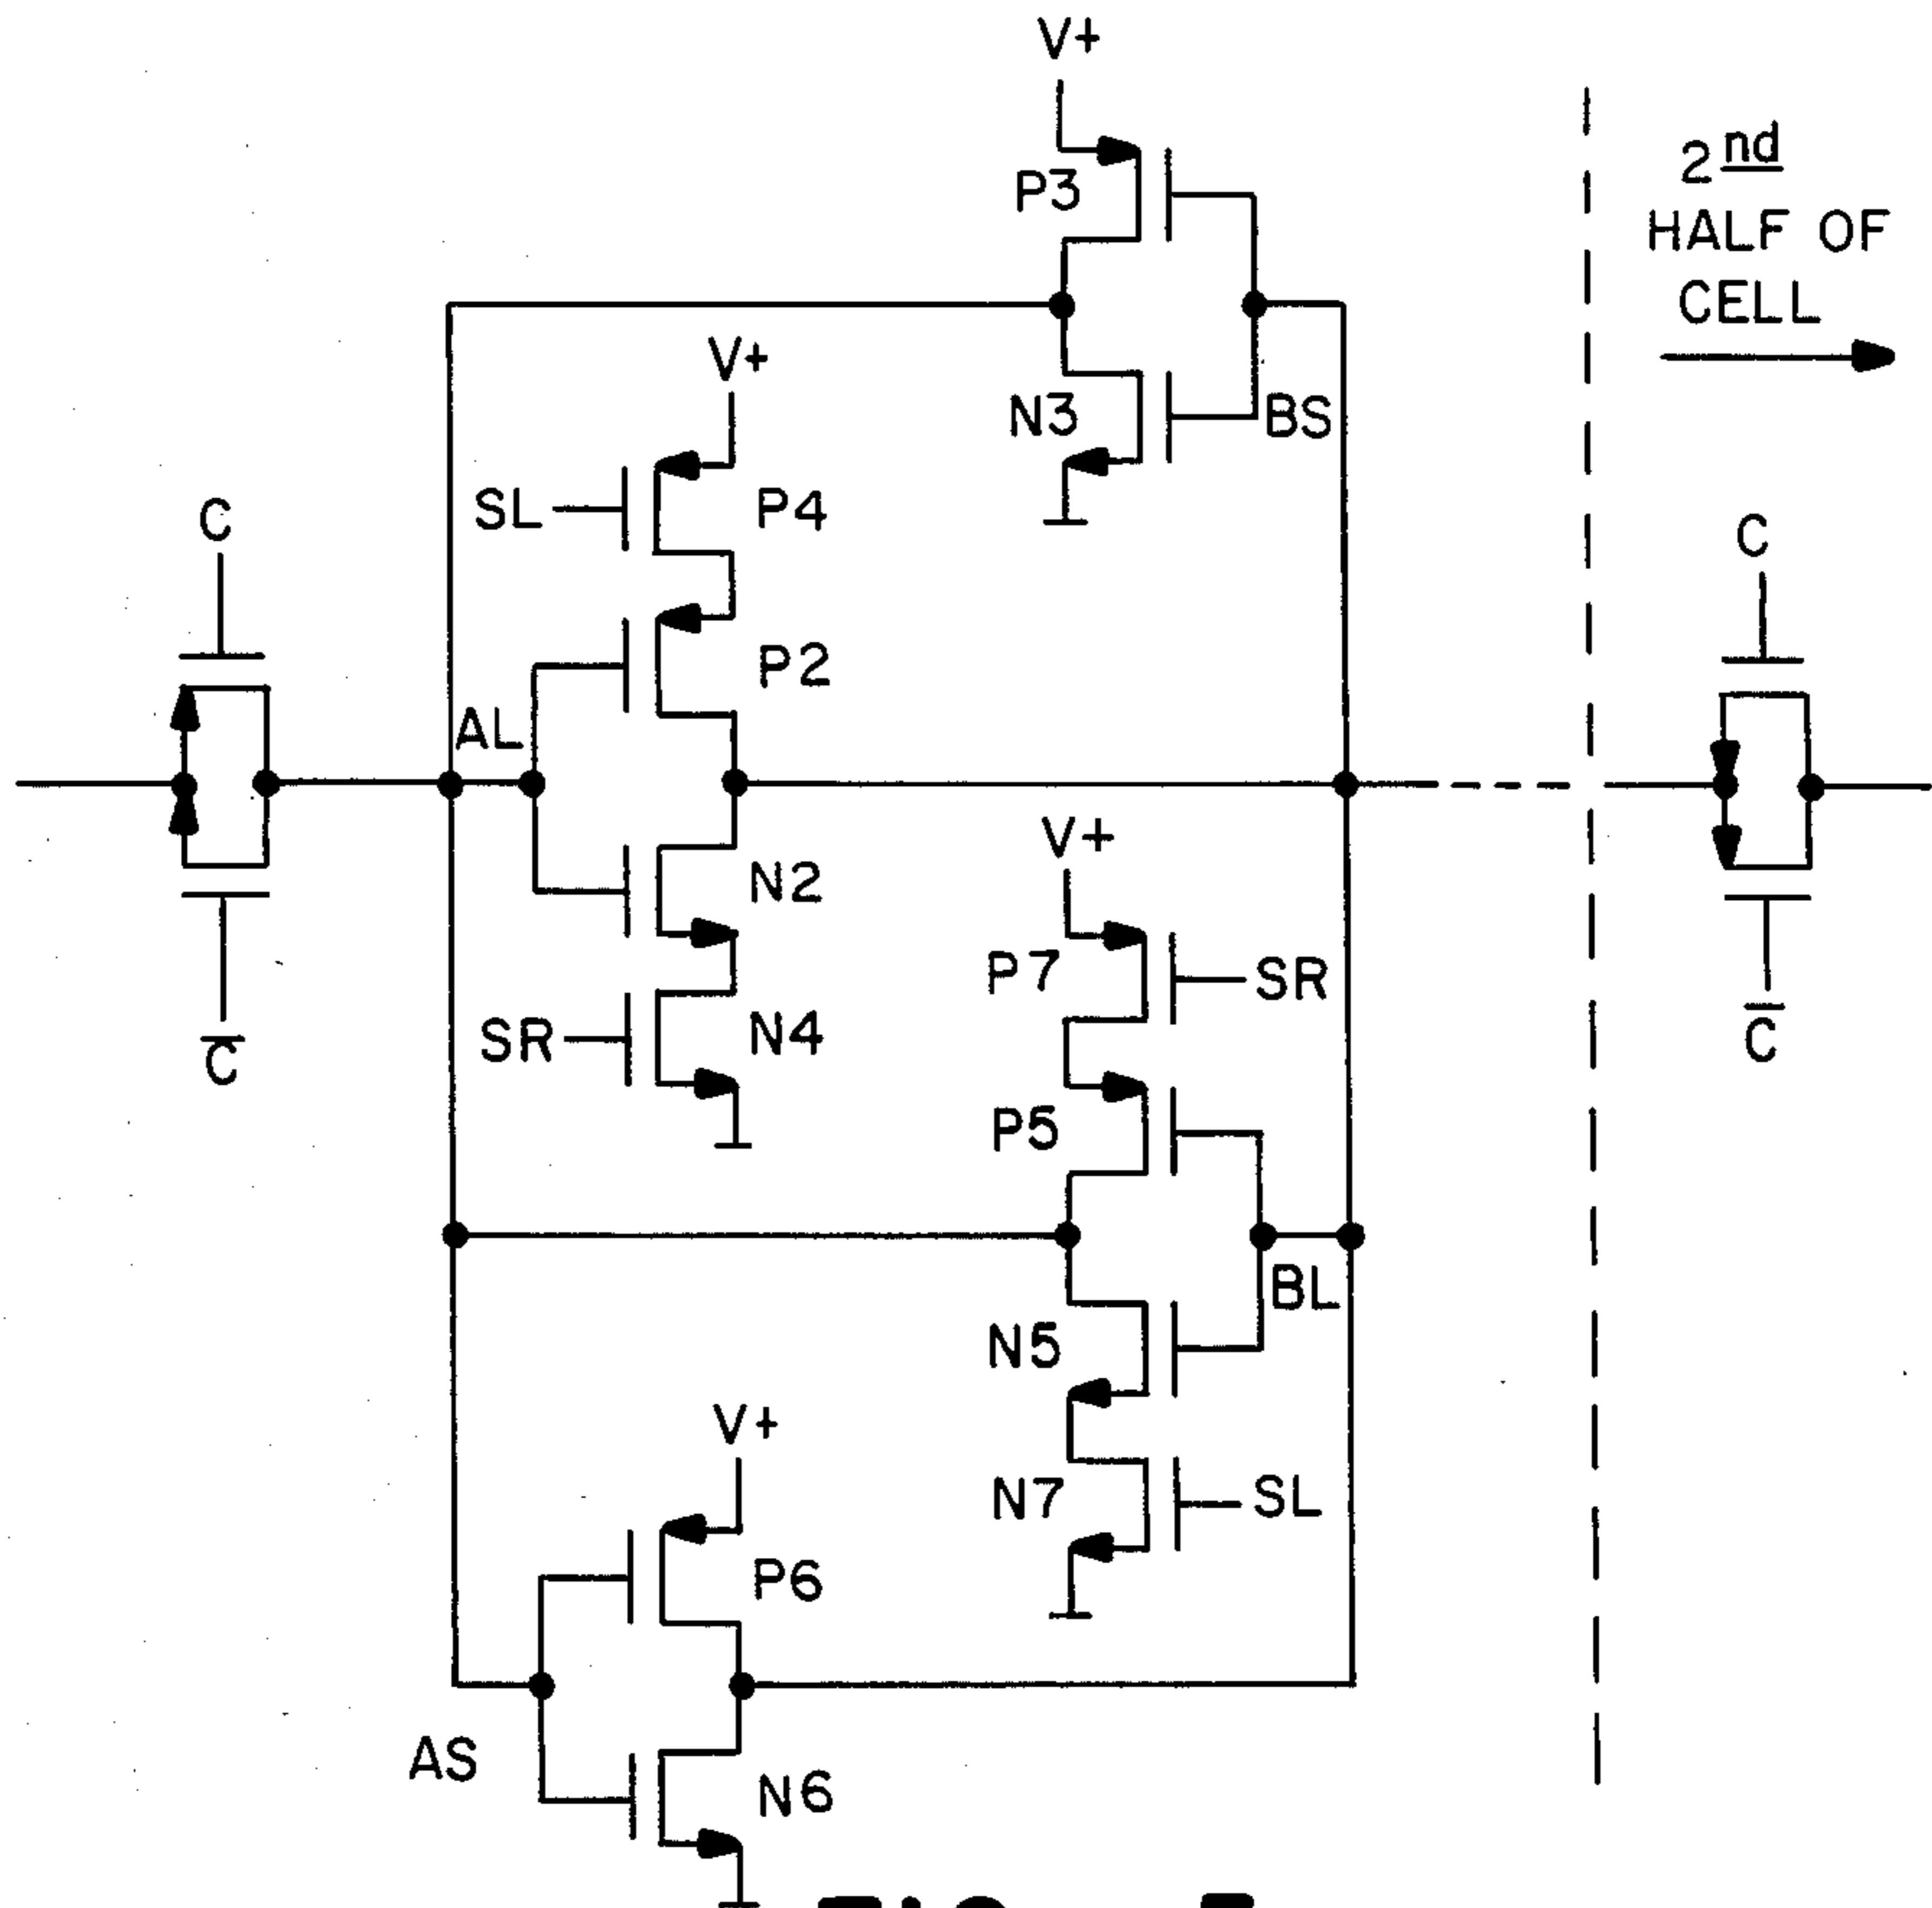 V+
2nd
HALF OF
CELL
P3
V+
N3
BS
SL
P4
C
C
P2
AL
V+
N2
P7
SR
SR
N4
C̅
C̅
P5
BL
N5
V+
N7
SL
P6
AS
N6